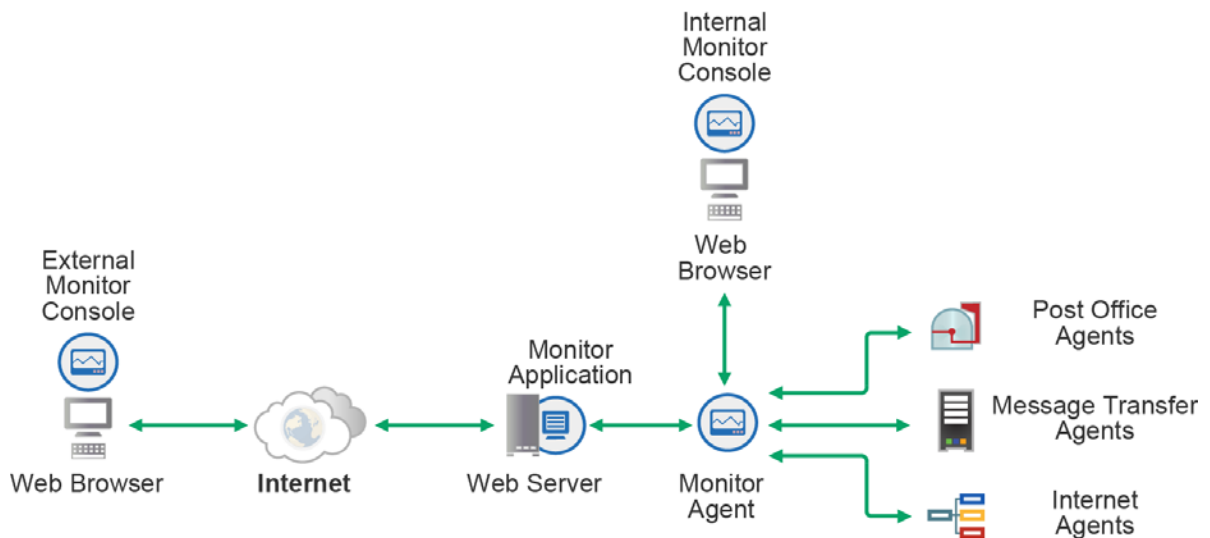 Internal
Monitor
Console
Web
Browser
External
Monitor
Console
Web Browser
Internet
Monitor
Application
Web Server
Monitor
Agent
Post Office
Agents
Message Transfer
Agents
Internet
Agents